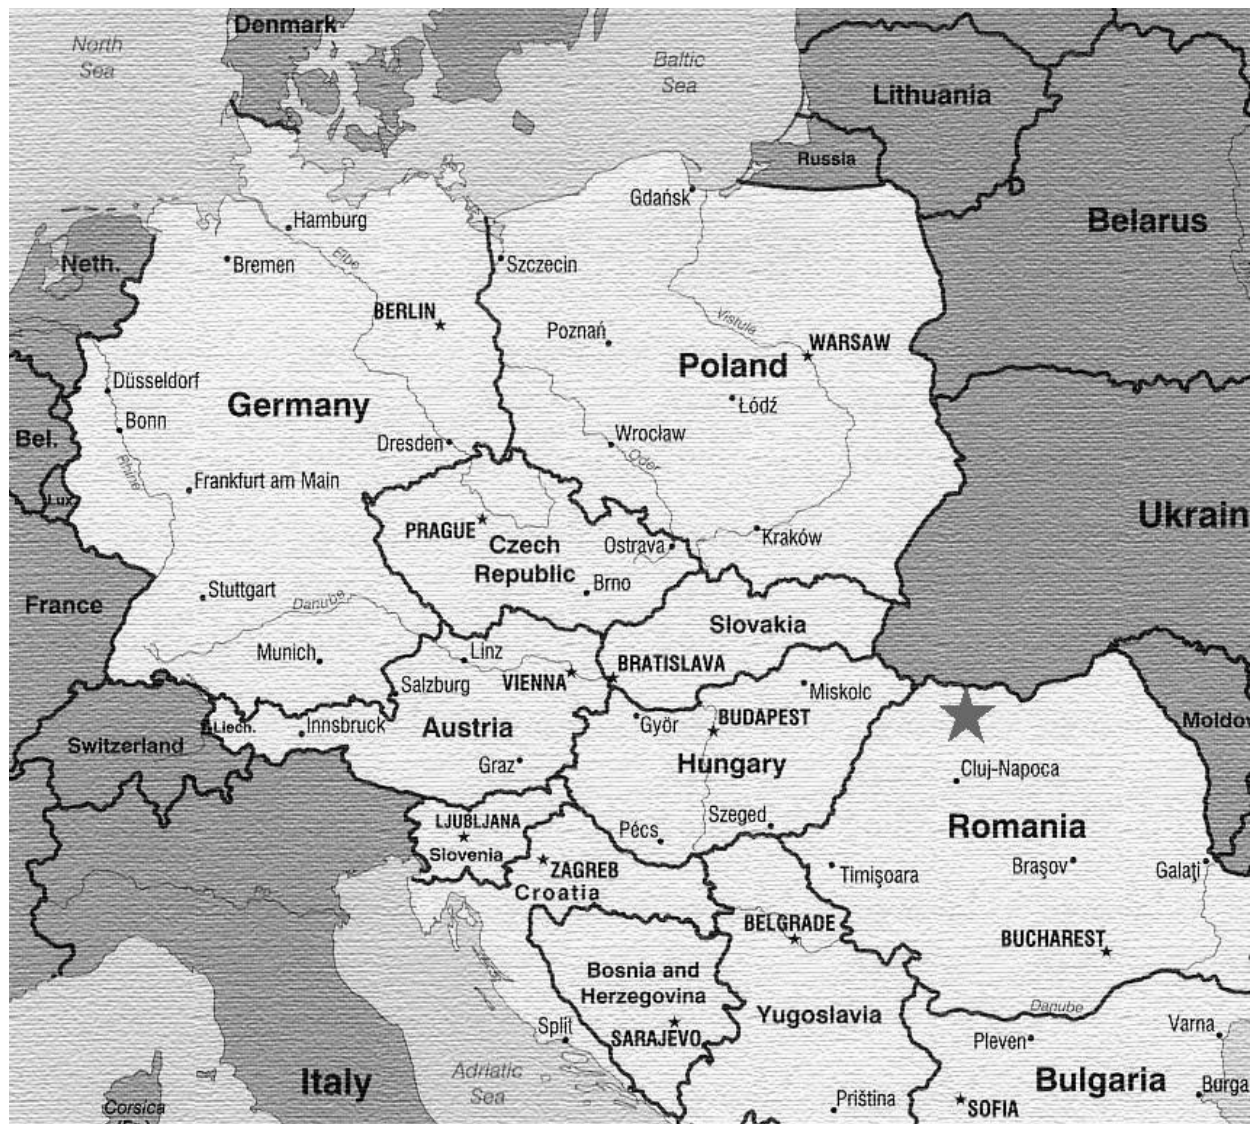 Denmark
North
Sea
Baltic
Sea
Lithuania
Russia
Gdańsk
Belarus
Hamburg
Neth.
Bremen
Elbe
Szczecin
BERLIN
Poznań
Vistula
WARSAW
Poland
Düsseldorf
Germany
Łódź
Bonn
Bel.
Dresden
Wrocław
Oder
Rhine
Frankfurt am Main
Lux.
PRAGUE
Ukrain
Czech
Republic
Ostrava
Kraków
Brno
Stuttgart
Danube
France
Slovakia
Munich
Linz
BRATISLAVA
Salzburg
VIENNA
Miskolc
Liech.
Innsbruck
Austria
Györ
BUDAPEST
Moldov
Switzerland
Graz
Hungary
Cluj-Napoca
LJUBLJANA
Slovenia
Pécs
Szeged
Romania
ZAGREB
Croatia
Timişoara
Braşov
Galaţi
Po
BELGRADE
BUCHAREST
Bosnia and
Herzegovina
SARAJEVO
Yugoslavia
Danube
Split
Pleven
Varna
Italy
Adriatic
Sea
Bulgaria
Burga
Corsica
Priština
SOFIA